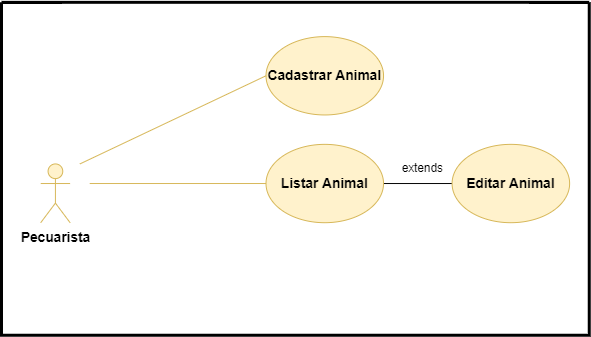 Cadastrar Animal
Listar Animal
extends
Editar Animal
Pecuarista